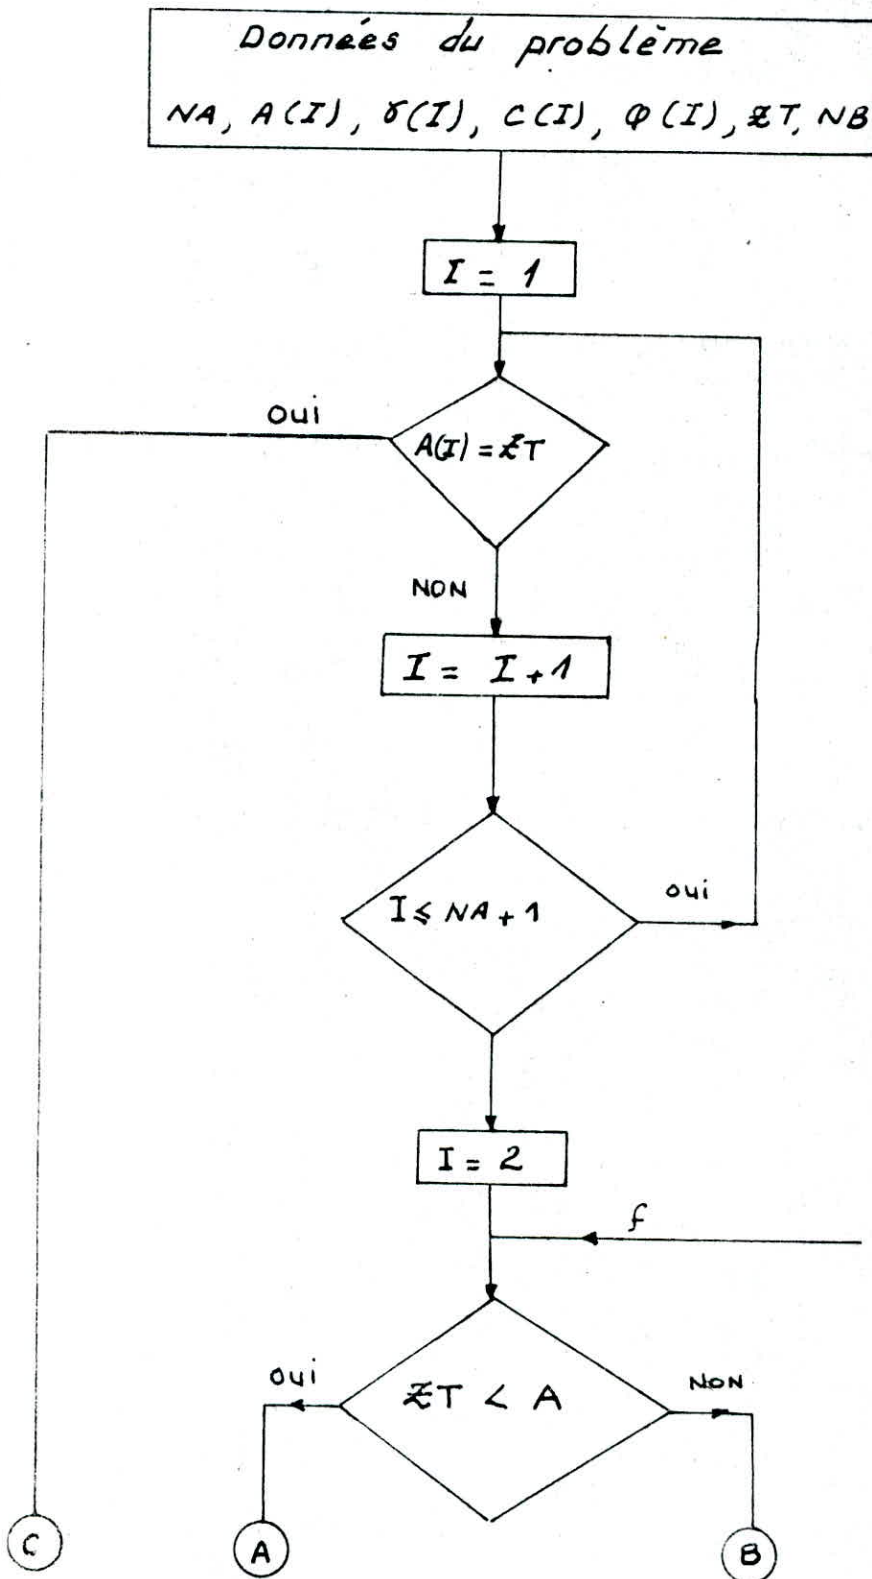 Données du problème
NA, A(I), γ(I), C(I), φ(I), ZT, NB
I = 1
oui
A(I) = ZT
NON
I = I+1
I ≤ NA + 1
oui
I = 2
f
oui
ZT < A
NON
C
A
B